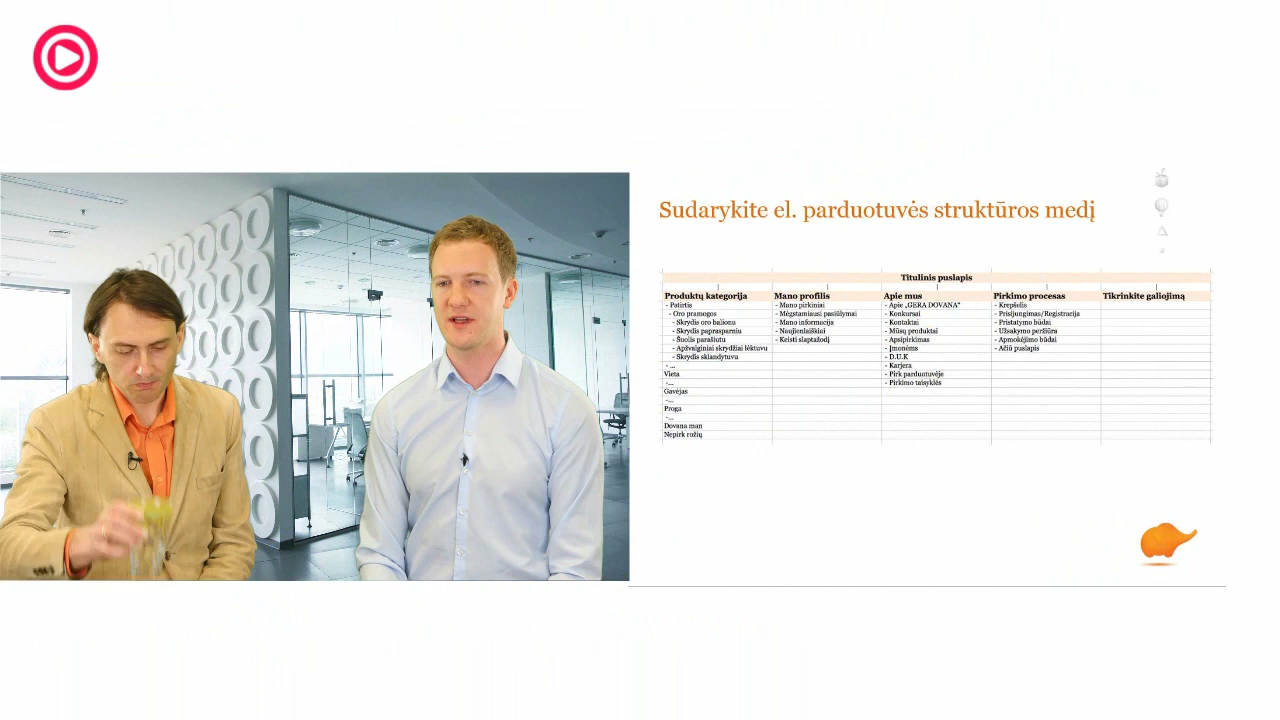 Sudarykite el. parduotuvės struktūros medį
Titulinis puslapis
Produktų kategorija Mano profilis Apie mus Pirkimo procesas Tikrinkite galiojimą
- Patirtis - Mano pirkiniai - Apie „GERA DOVANA“ - Krepšelis
- Oro pramogos - Mėgstamiausi pasiūlymai - Konkursai - Prisijungimas/Registracija
- Skrydis oro balionu - Mano informacija - Kontaktai - Pristatymo būdai
- Skrydis paprasparniu - Naujienlaiškiai - Mūsų produktai - Užsakymo peržiūra
- Šuolis parašiutu - Keisti slaptažodį - Apsipirkimas - Apmokėjimo būdai
- Apžvalginiai skrydžiai lėktuvu - Įmonėms - Ačiū puslapis
- Skrydis sklandytuvu - D.U.K
- ... - Karjera
Vieta - Pirk parduotuvėje
-... - Pirkimo taisyklės
Gavėjas
-...
Proga
-...
Dovana man
Nepirk rožių